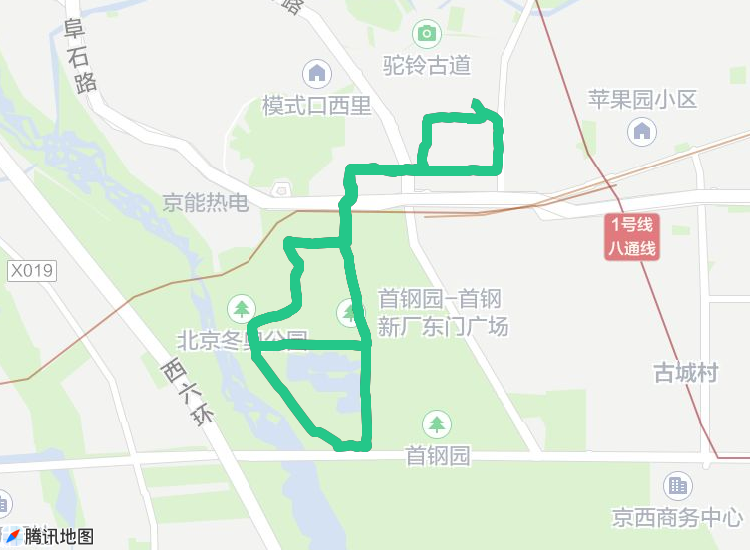 路
阜石路
驼铃古道
模式口西里
苹果园小区
京能热电
1号线
八通线
X019
首钢园-首钢
新厂东门广场
北京冬奥公园
西六环
古城村
首钢园
京西商务中心
腾讯地图